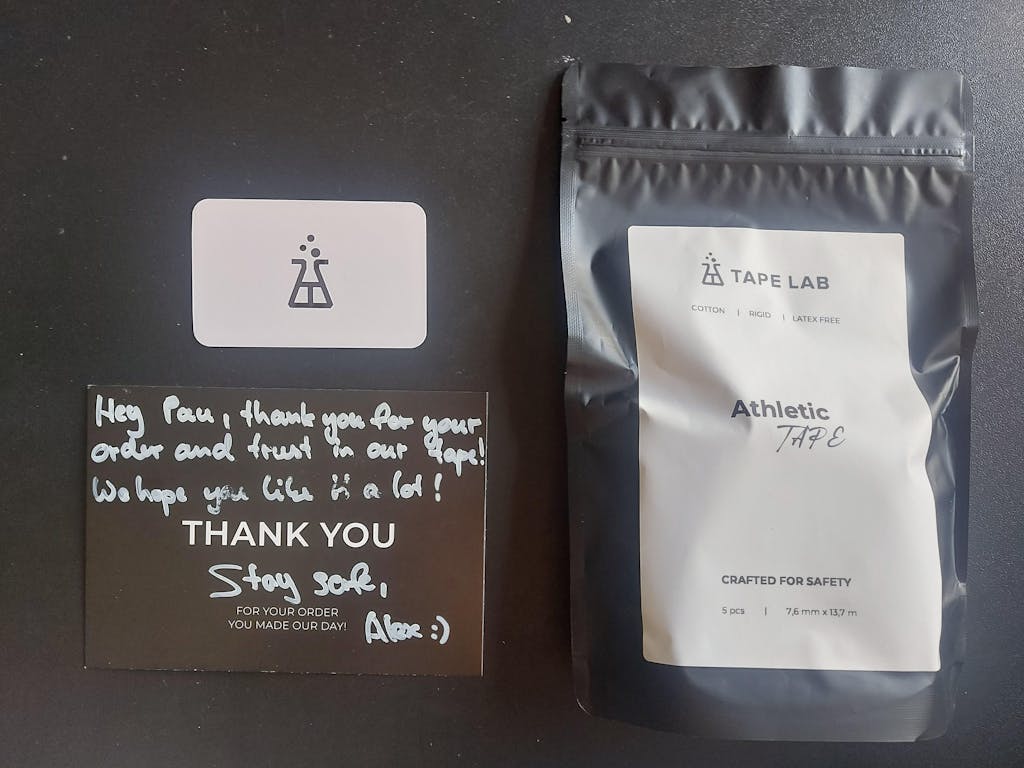 Hey Pau, thank you for your
order and trust in our tape!
We hope you like it a lot!
THANK YOU
Stay safe,
FOR YOUR ORDER
YOU MADE OUR DAY!
Alex :)
TAPE LAB
COTTON | RIGID | LATEX FREE
Athletic
TAPE
CRAFTED FOR SAFETY
5 pcs | 7,6 mm x 13,7 m